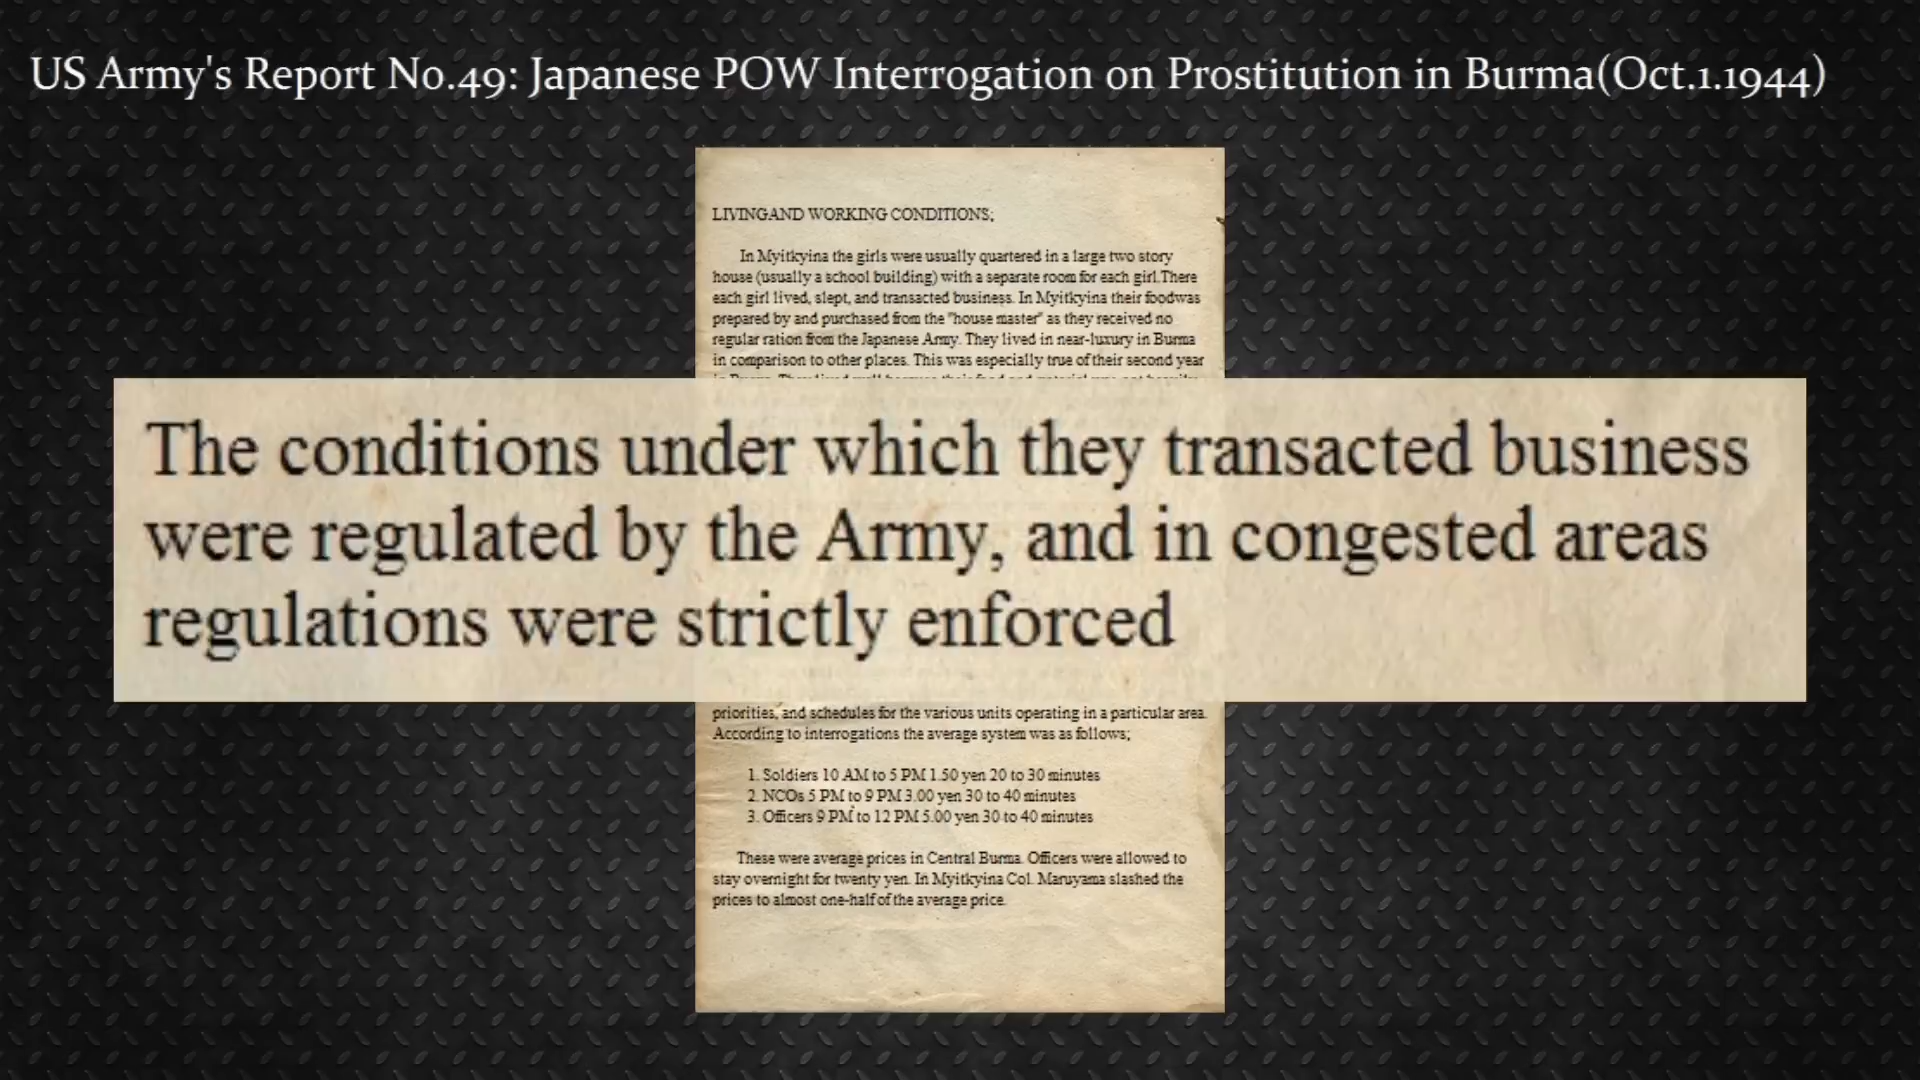 US Army's Report No.49: Japanese POW Interrogation on Prostitution in Burma(Oct.1.1944)
LIVINGAND WORKING CONDITIONS;
In Myitkyina the girls were usually quartered in a large two story
house (usually a school building) with a separate room for each girl.There
each girl lived, slept, and transacted business. In Myitkyina their foodwas
prepared by and purchased from the "house master" as they received no
regular ration from the Japanese Army. They lived in near-luxury in Burma
in comparison to other places. This was especially true of their second year
The conditions under which they transacted business
were regulated by the Army, and in congested areas
regulations were strictly enforced
priorities, and schedules for the various units operating in a particular area.
According to interrogations the average system was as follows;
1. Soldiers 10 AM to 5 PM 1.50 yen 20 to 30 minutes
2. NCOs 5 PM to 9 PM 3.00 yen 30 to 40 minutes
3. Officers 9 PM to 12 PM 5.00 yen 30 to 40 minutes
These were average prices in Central Burma. Officers were allowed to
stay overnight for twenty yen. In Myitkyina Col. Maruyama slashed the
prices to almost one-half of the average price.